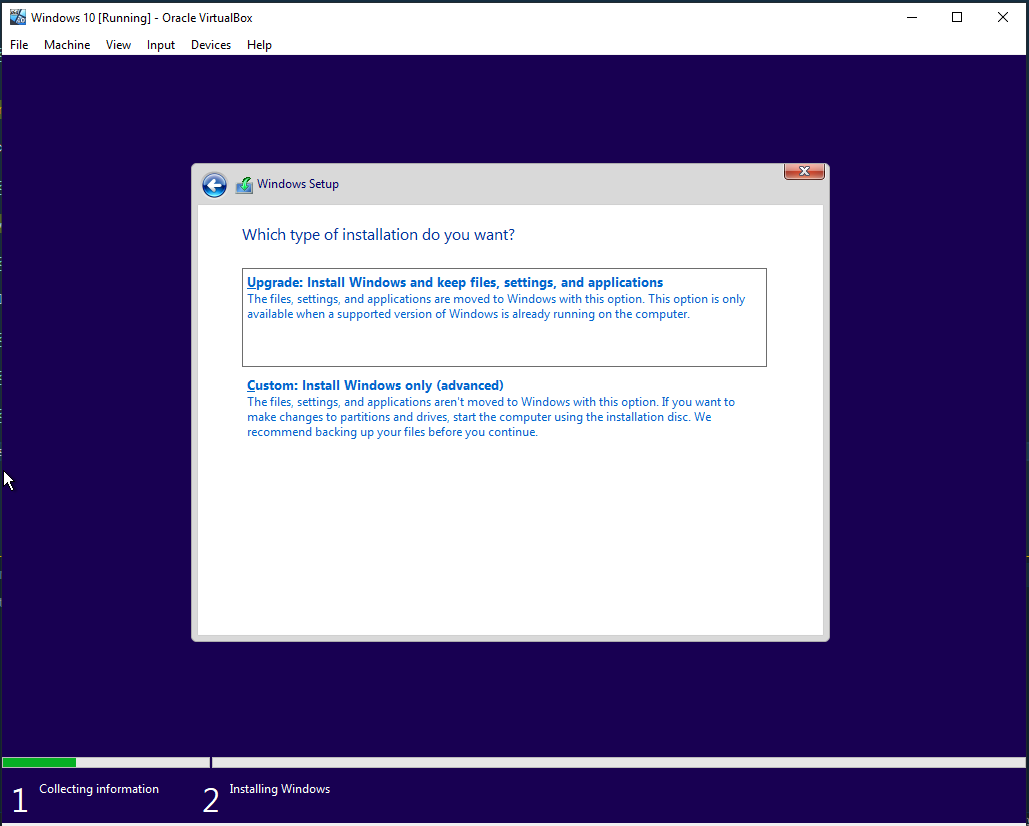 Windows 10 [Running] - Oracle VirtualBox
File Machine View Input Devices Help
Windows Setup
Which type of installation do you want?
Upgrade: Install Windows and keep files, settings, and applications
The files, settings, and applications are moved to Windows with this option. This option is only
available when a supported version of Windows is already running on the computer.
Custom: Install Windows only (advanced)
The files, settings, and applications aren't moved to Windows with this option. If you want to
make changes to partitions and drives, start the computer using the installation disc. We
recommend backing up your files before you continue.
1 Collecting information 2 Installing Windows